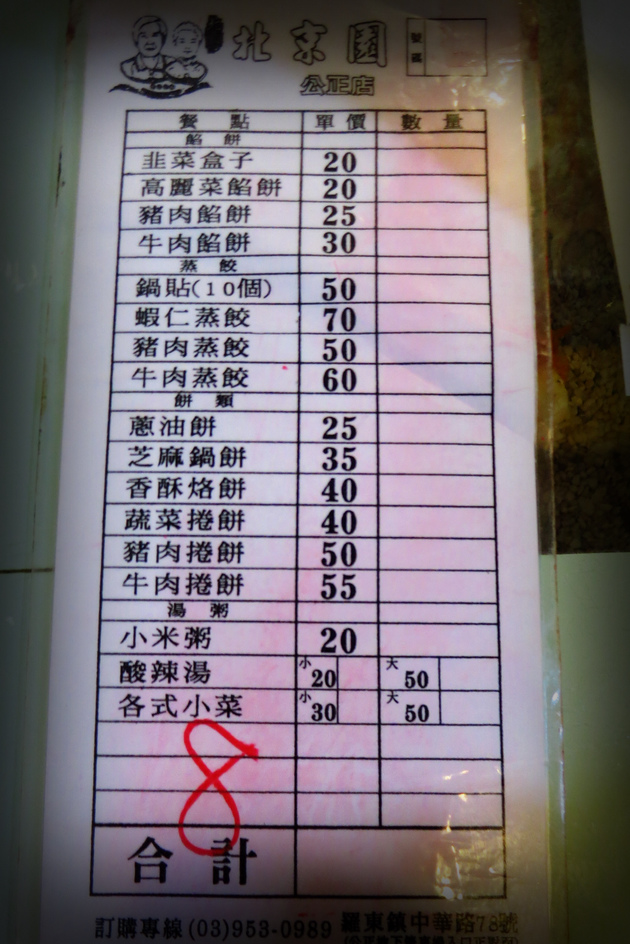 北京園
號碼
公正店
餐點 單價 數量
餡餅
韭菜盒子 20
高麗菜餡餅 20
豬肉餡餅 25
牛肉餡餅 30
蒸餃
鍋貼(10個) 50
蝦仁蒸餃 70
豬肉蒸餃 50
牛肉蒸餃 60
餅類
蔥油餅 25
芝麻鍋餅 35
香酥烙餅 40
蔬菜捲餅 40
豬肉捲餅 50
牛肉捲餅 55
湯粥
小米粥 20
酸辣湯 小 20 大 50
各式小菜 小 30 大 50
8
合計
訂購專線(03)953-0989 羅東鎮中華路78號